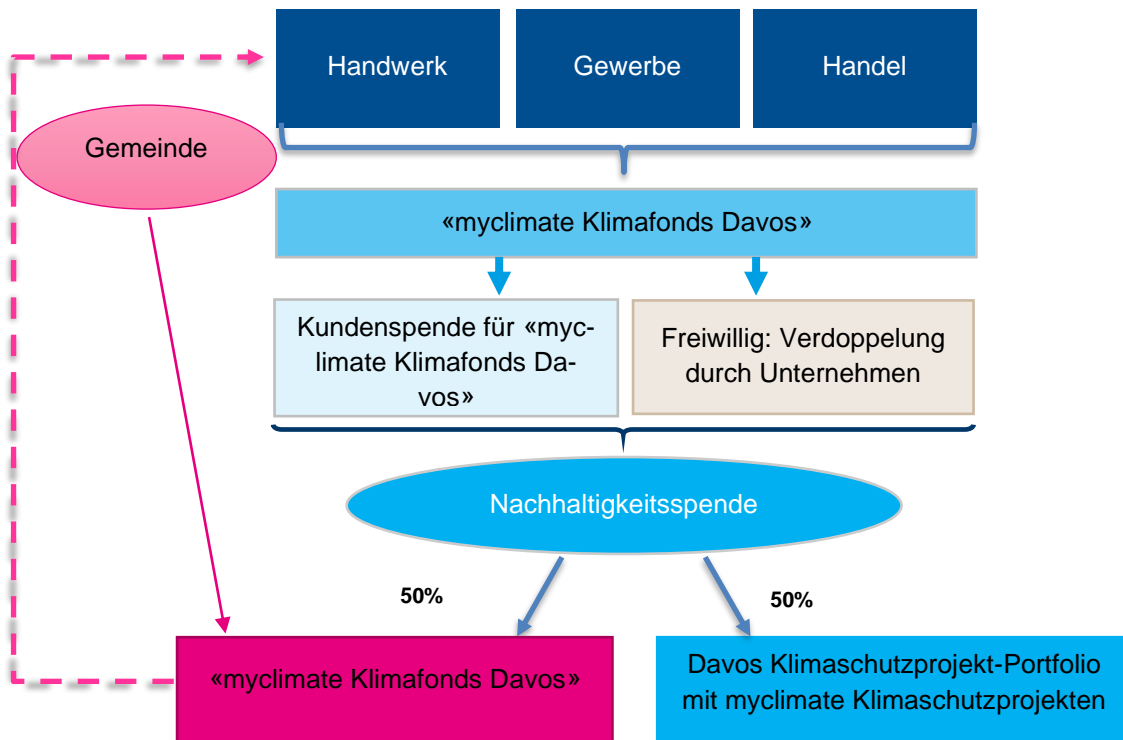 Handwerk
Gewerbe
Handel
Gemeinde
«myclimate Klimafonds Davos»
Kundenspende für «myc-
limate Klimafonds Da-
vos»
Freiwillig: Verdoppelung
durch Unternehmen
Nachhaltigkeitsspende
50%
50%
«myclimate Klimafonds Davos»
Davos Klimaschutzprojekt-Portfolio
mit myclimate Klimaschutzprojekten